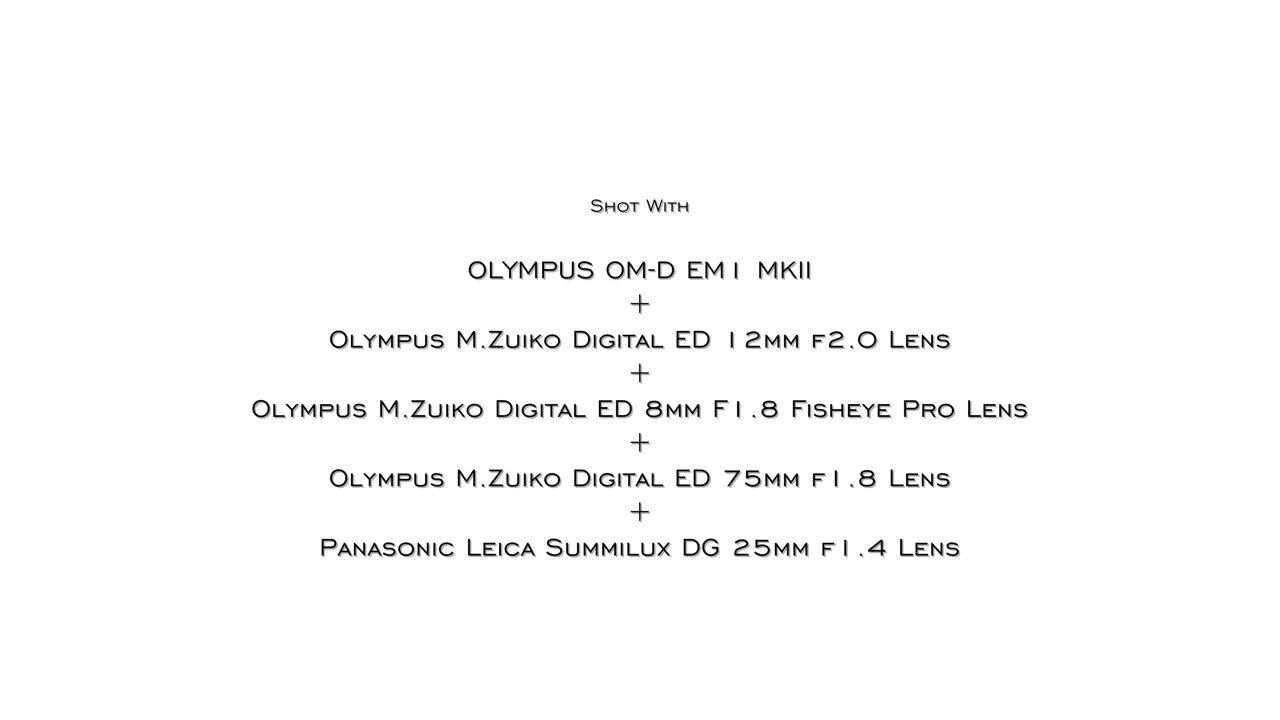 Shot With
OLYMPUS OM-D EM1 MKII
+
Olympus M.Zuiko Digital ED 12mm f2.0 Lens
+
Olympus M.Zuiko Digital ED 8mm F1.8 Fisheye Pro Lens
+
Olympus M.Zuiko Digital ED 75mm f1.8 Lens
+
Panasonic Leica Summilux DG 25mm f1.4 Lens